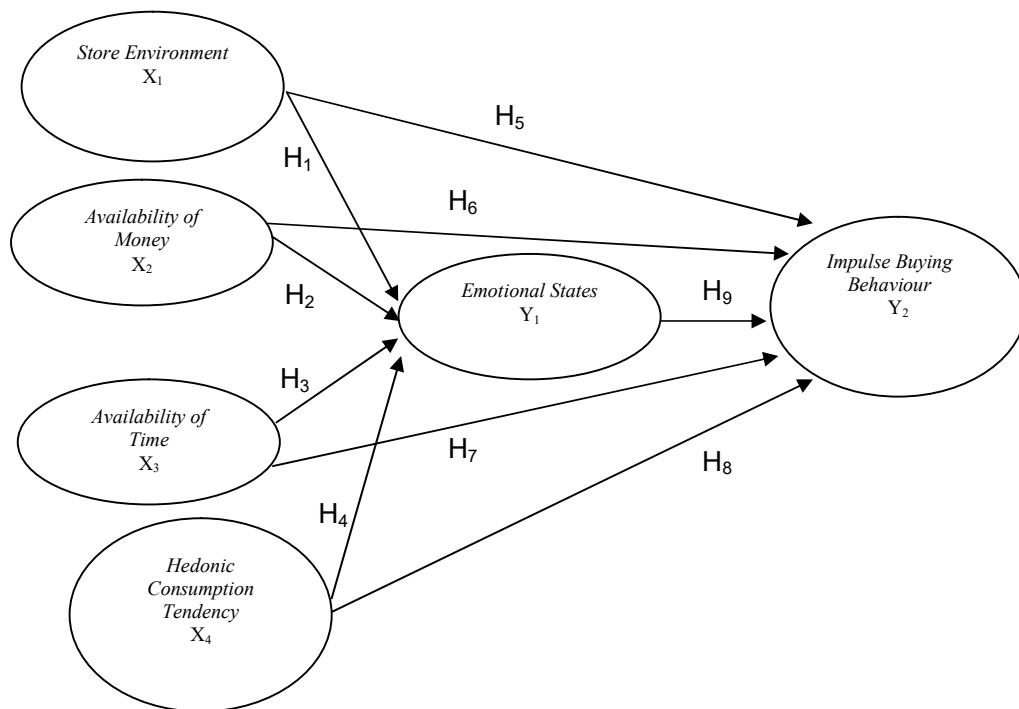 Store Environment
X₁
H₅
H₁
Availability of
Money
X₂
H₆
H₂
Emotional States
Y₁
H₉
Impulse Buying
Behaviour
Y₂
H₃
Availability of
Time
X₃
H₇
H₈
H₄
Hedonic
Consumption
Tendency
X₄